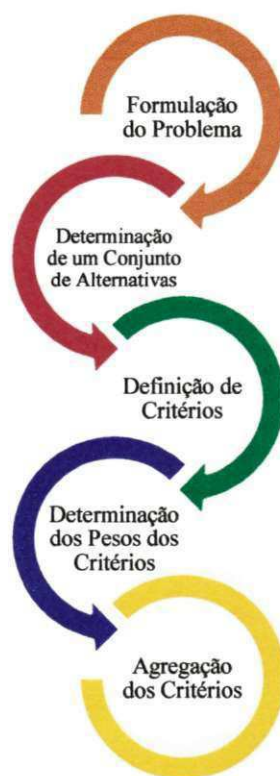 Formulação
do Problema
Determinação
de um Conjunto
de Alternativas
Definição de
Critérios
Determinação
dos Pesos dos
Critérios
Agregação
dos Critérios